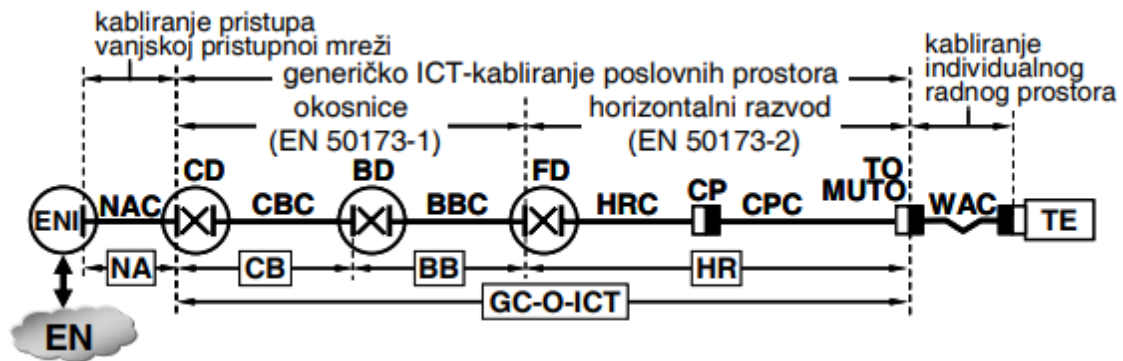 kabliranje pristupa
vanjskoj pristupnoi mreži
kabliranje
individualnog
radnog prostora
generičko ICT-kabliranje poslovnih prostora
okosnice
(EN 50173-1)
horizontalni razvod
(EN 50173-2)
CD
BD
FD
CP
TO
MUTO
ENI
NAC
CBC
BBC
HRC
CPC
WAC
TE
NA
CB
BB
HR
GC-O-ICT
EN